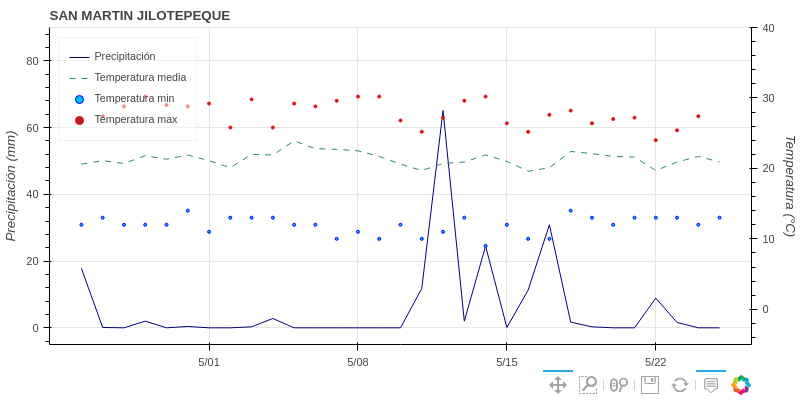 SAN MARTIN JILOTEPEQUE
Precipitación
Temperatura media
Temperatura min
Temperatura max
Precipitación (mm)
80
60
40
20
0
Temperatura (°C)
40
30
20
10
0
5/01
5/08
5/15
5/22